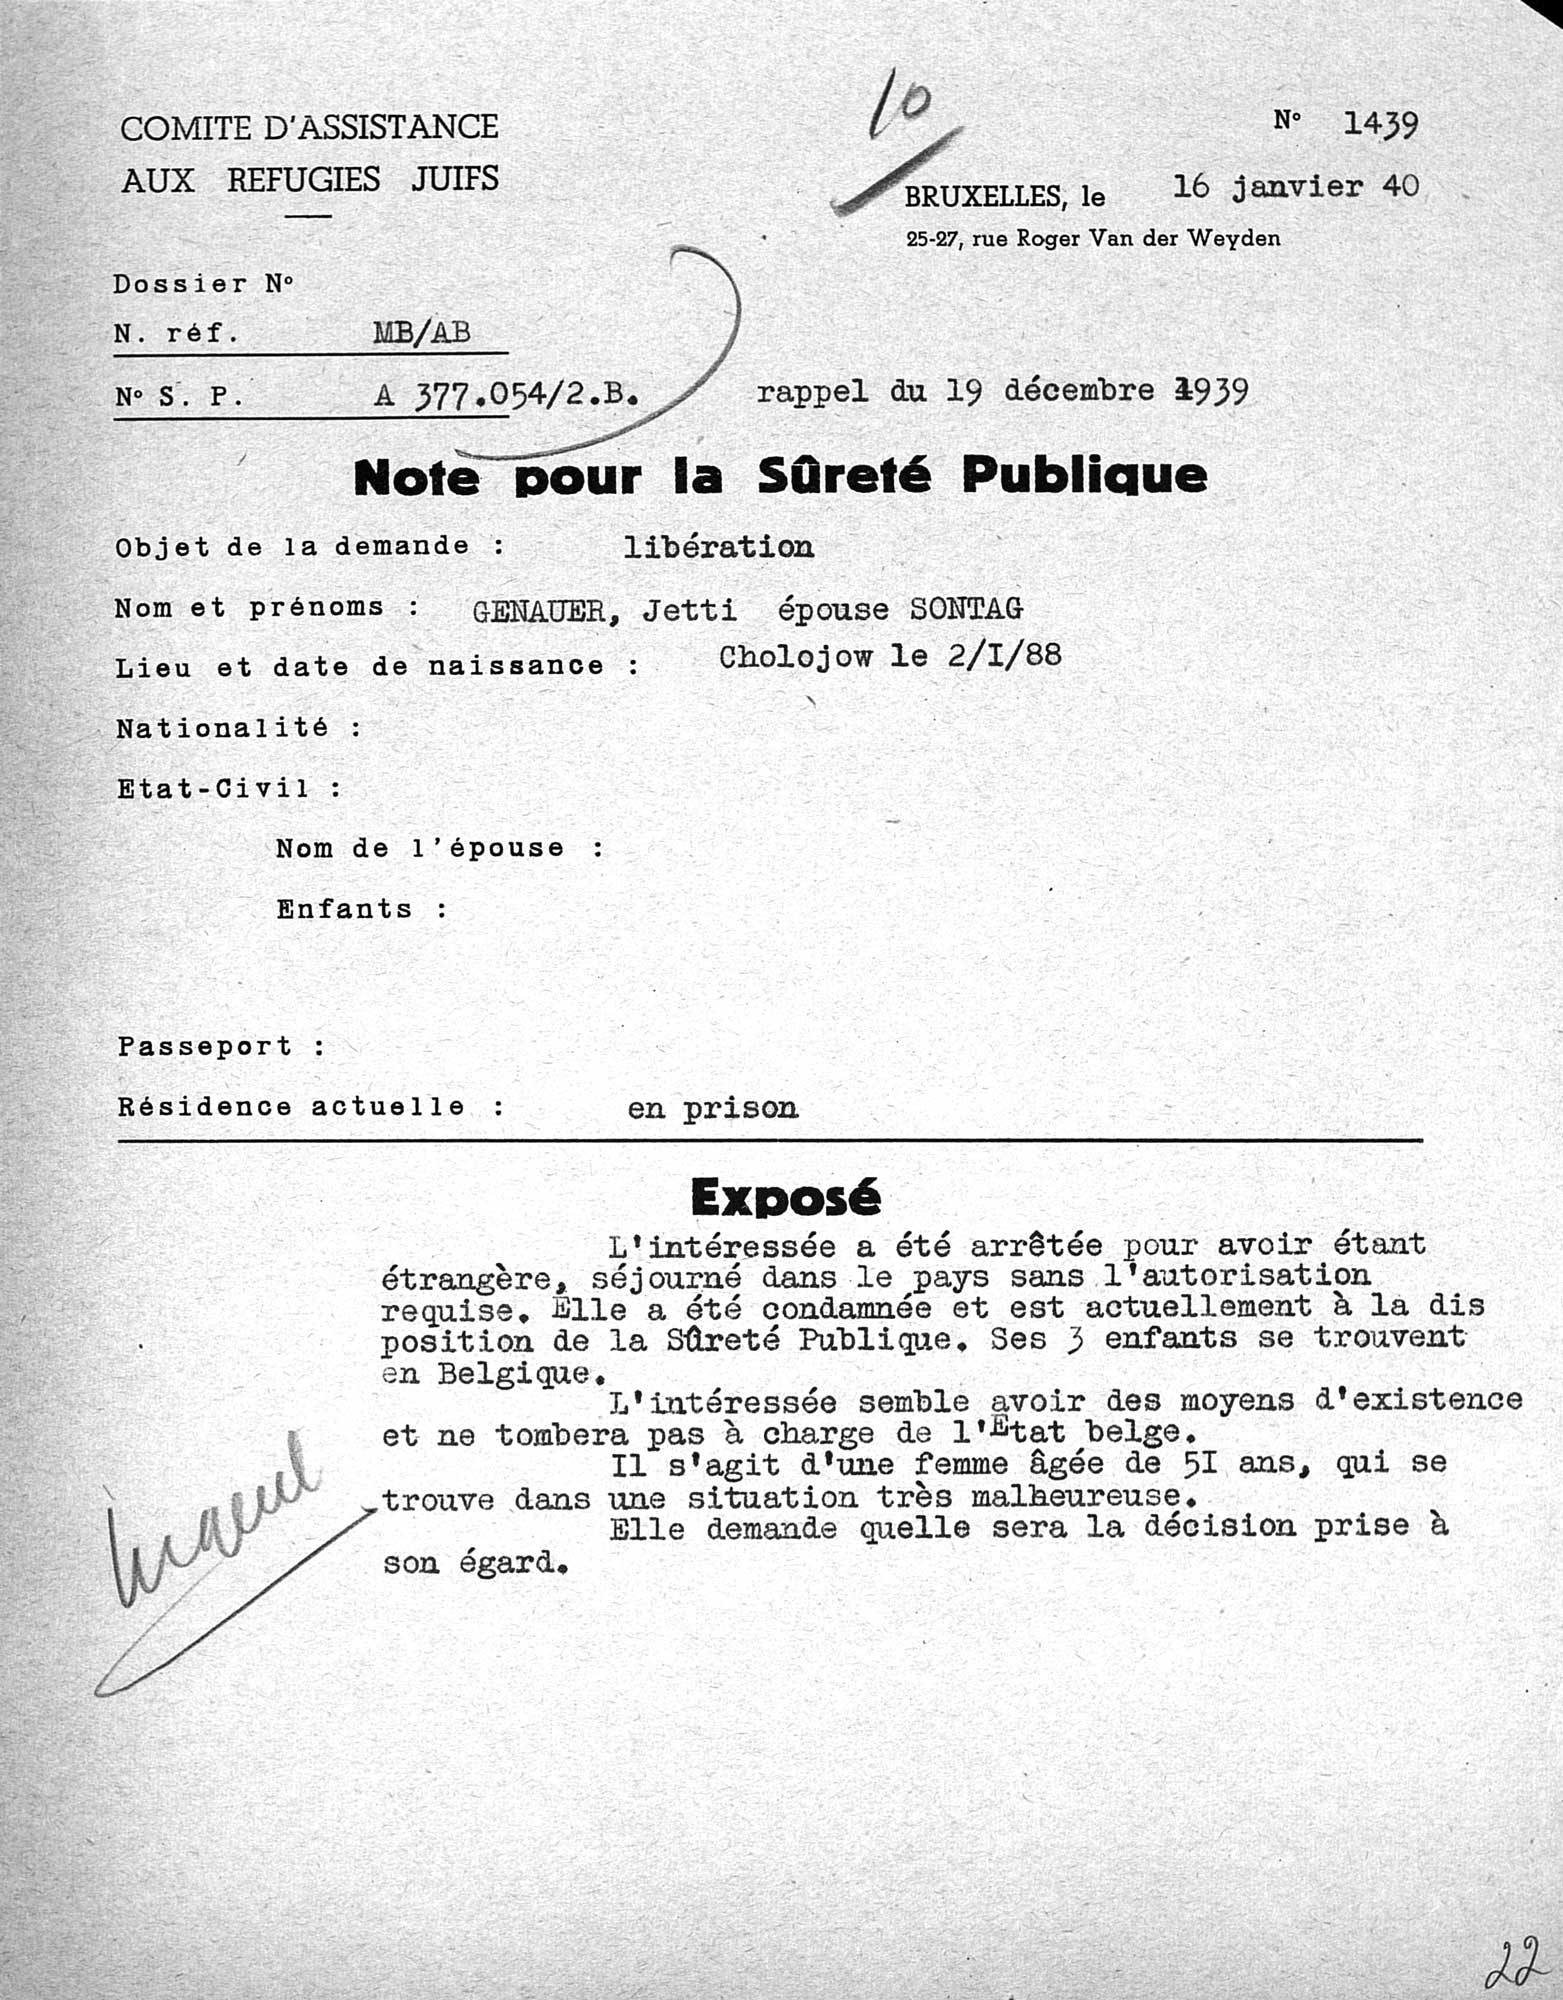 10
COMITE D'ASSISTANCE
AUX REFUGIES JUIFS
N° 1439
BRUXELLES, le 16 janvier 40
25-27, rue Roger Van der Weyden
Dossier N°
N. réf. MB/AB
N° S. P. A 377.054/2.B. rappel du 19 décembre 1939
Note pour la Sûreté Publique
Objet de la demande : libération
Nom et prénoms : GENAUER, Jetti épouse SONTAG
Lieu et date de naissance : Cholojow le 2/I/88
Nationalité :
Etat-Civil :
Nom de l'épouse :
Enfants :
Passeport :
Résidence actuelle : en prison
Exposé
L'intéressée a été arrêtée pour avoir étant
étrangère, séjourné dans le pays sans l'autorisation
requise. Elle a été condamnée et est actuellement à la dis
position de la Sûreté Publique. Ses 3 enfants se trouvent
en Belgique.
L'intéressée semble avoir des moyens d'existence
et ne tombera pas à charge de l'Etat belge.
Il s'agit d'une femme âgée de 5I ans, qui se
trouve dans une situation très malheureuse.
Elle demande quelle sera la décision prise à
son égard.
22